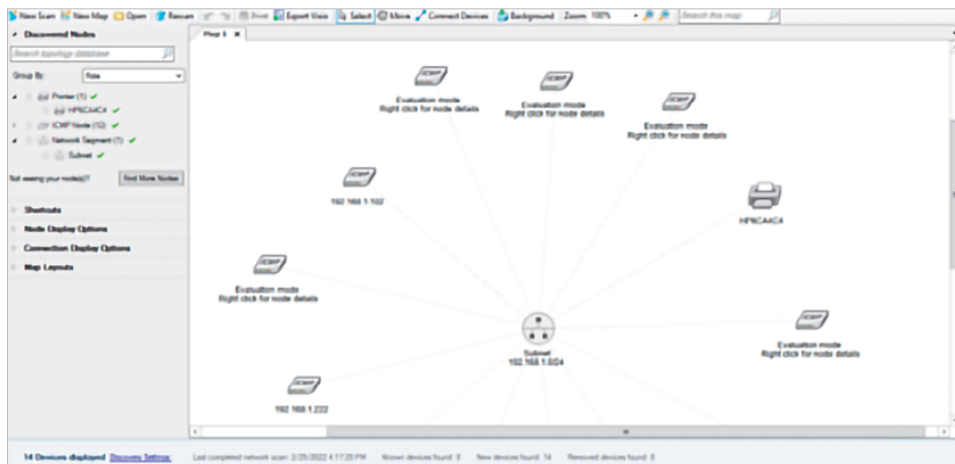 New Scan New Map Open Rescan Print Export Visio Select Move Connect Devices Background Zoom: 100% Search this map
Discovered Nodes
Map 1
Search topology database
Group By: Role
Printer (1)
HP6CA4C4
ICMP Node (12)
Network Segment (1)
Subnet
Not seeing your node(s)? Find More Nodes
Shortcuts
Node Display Options
Connection Display Options
Map Layouts
ICMP
Evaluation mode
Right click for node details
ICMP
Evaluation mode
Right click for node details
ICMP
Evaluation mode
Right click for node details
ICMP
192.168.1.102
HP6CA4C4
ICMP
Evaluation mode
Right click for node details
ICMP
Evaluation mode
Right click for node details
Subnet
192.168.1.0/24
ICMP
192.168.1.222
14 Devices displayed Discovery Settings Last completed network scan: 2/25/2022 4:17:20 PM Known devices found: 0 New devices found: 14 Removed devices found: 0